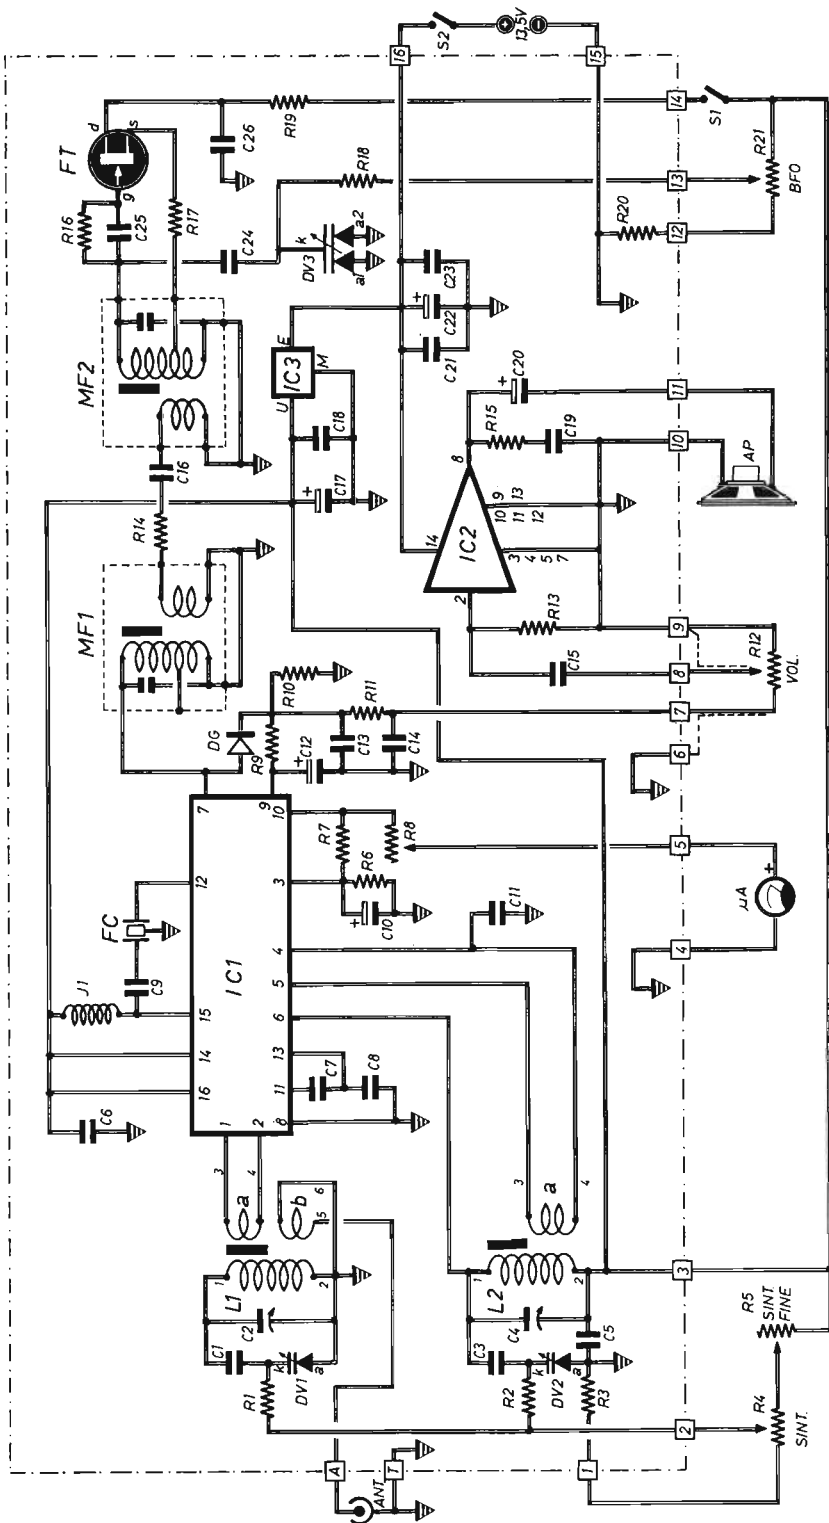 S2
13,5V
+
−
16
15
FT
d
s
g
R16
C25
R17
C26
R19
14
S1
R18
13
R21
BFO
C24
DV3
k
a1
a2
R20
12
MF2
C16
R14
MF1
IC3
E
U
M
C18
+
C17
+
C21
C22
C23
+
C20
R15
C19
8
14
IC2
2
9
10
13
11
12
3
4
5
7
11
10
AP
R13
C15
9
8
7
6
R12
VOL.
DG
R9
R10
+
C12
C13
R11
C14
7
9
10
12
FC
J1
C9
15
14
16
C6
IC1
3
4
5
6
13
11
8
1
2
R7
R8
R6
+
C10
C11
C7
C8
5
4
+
µA
3
4
a
b
5
6
L1
1
2
C2
C1
R1
DV1
k
a
3
4
a
L2
1
2
C4
C3
C5
R2
DV2
k
a
R3
3
2
1
R5
SINT.
FINE
R4
SINT.
A
T
ANT.